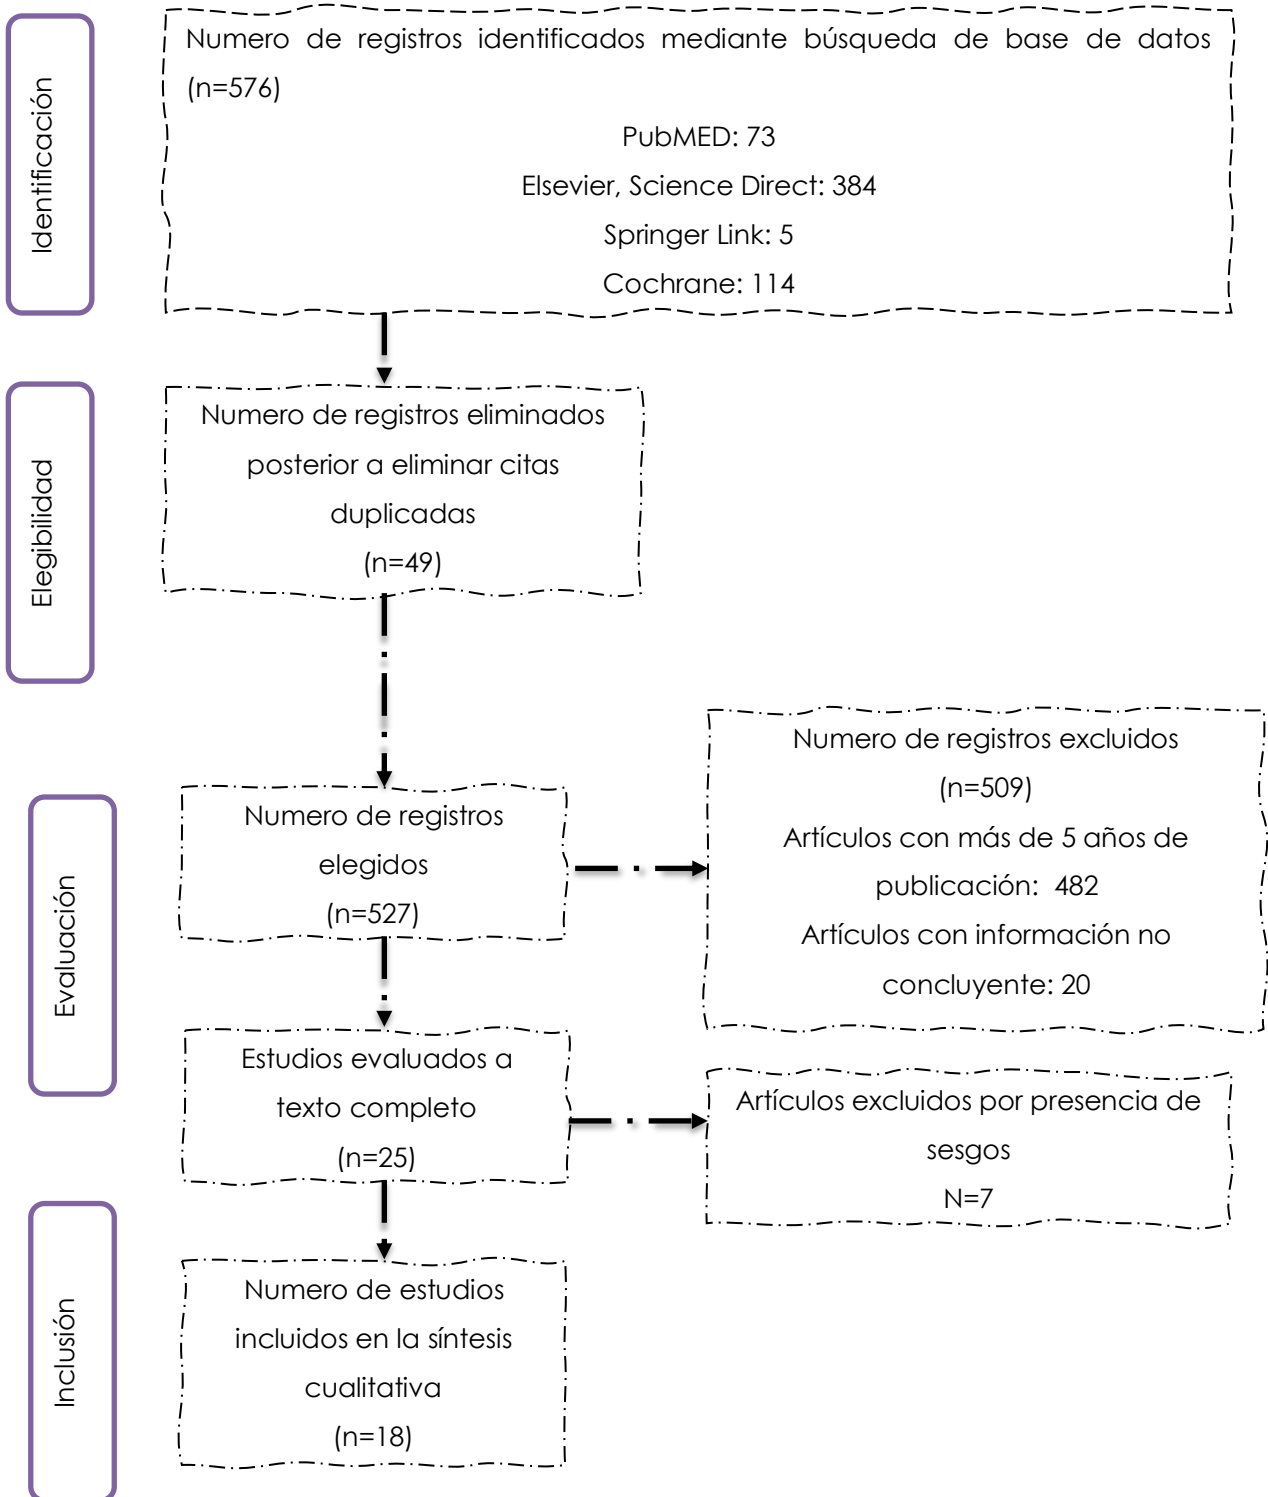 Identificación
Numero de registros identificados mediante búsqueda de base de datos
(n=576)
PubMED: 73
Elsevier, Science Direct: 384
Springer Link: 5
Cochrane: 114
Elegibilidad
Numero de registros eliminados
posterior a eliminar citas
duplicadas
(n=49)
Evaluación
Numero de registros
elegidos
(n=527)
Numero de registros excluidos
(n=509)
Artículos con más de 5 años de
publicación: 482
Artículos con información no
concluyente: 20
Estudios evaluados a
texto completo
(n=25)
Artículos excluidos por presencia de
sesgos
N=7
Inclusión
Numero de estudios
incluidos en la síntesis
cualitativa
(n=18)